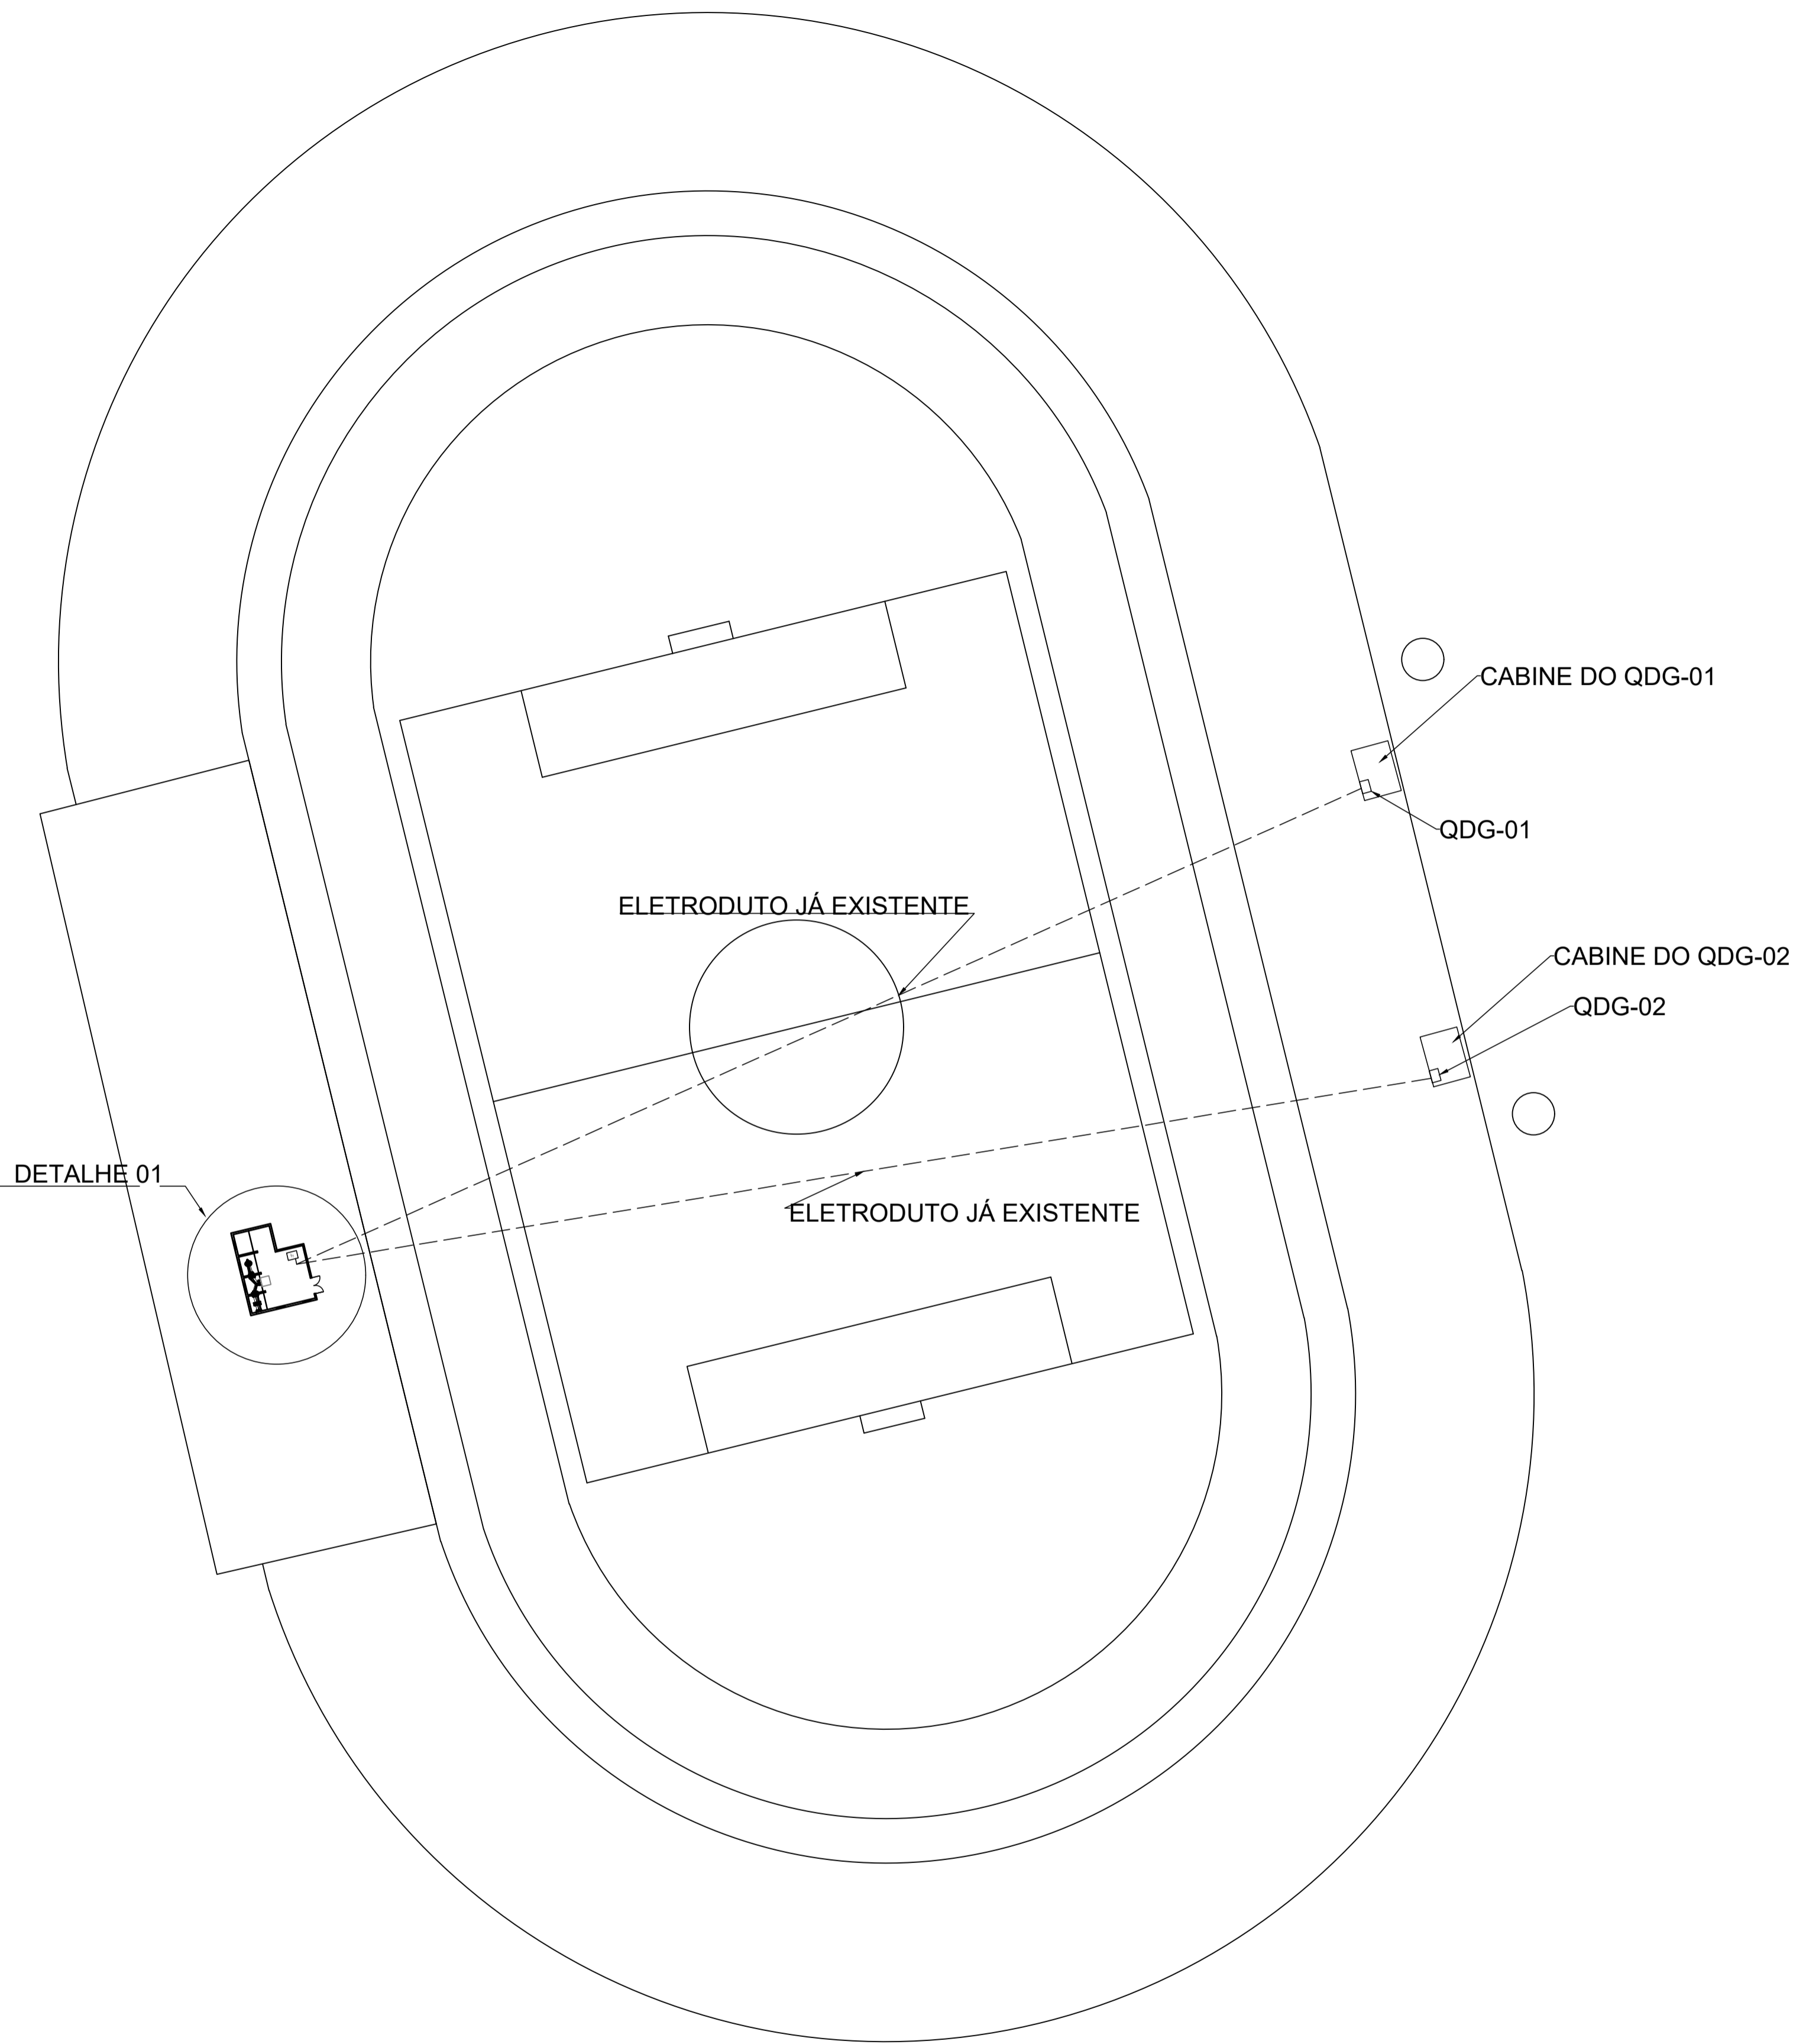 CABINE DO QDG-01
QDG-01
ELETRODUTO JÁ EXISTENTE
CABINE DO QDG-02
QDG-02
DETALHE 01
ELETRODUTO JÁ EXISTENTE